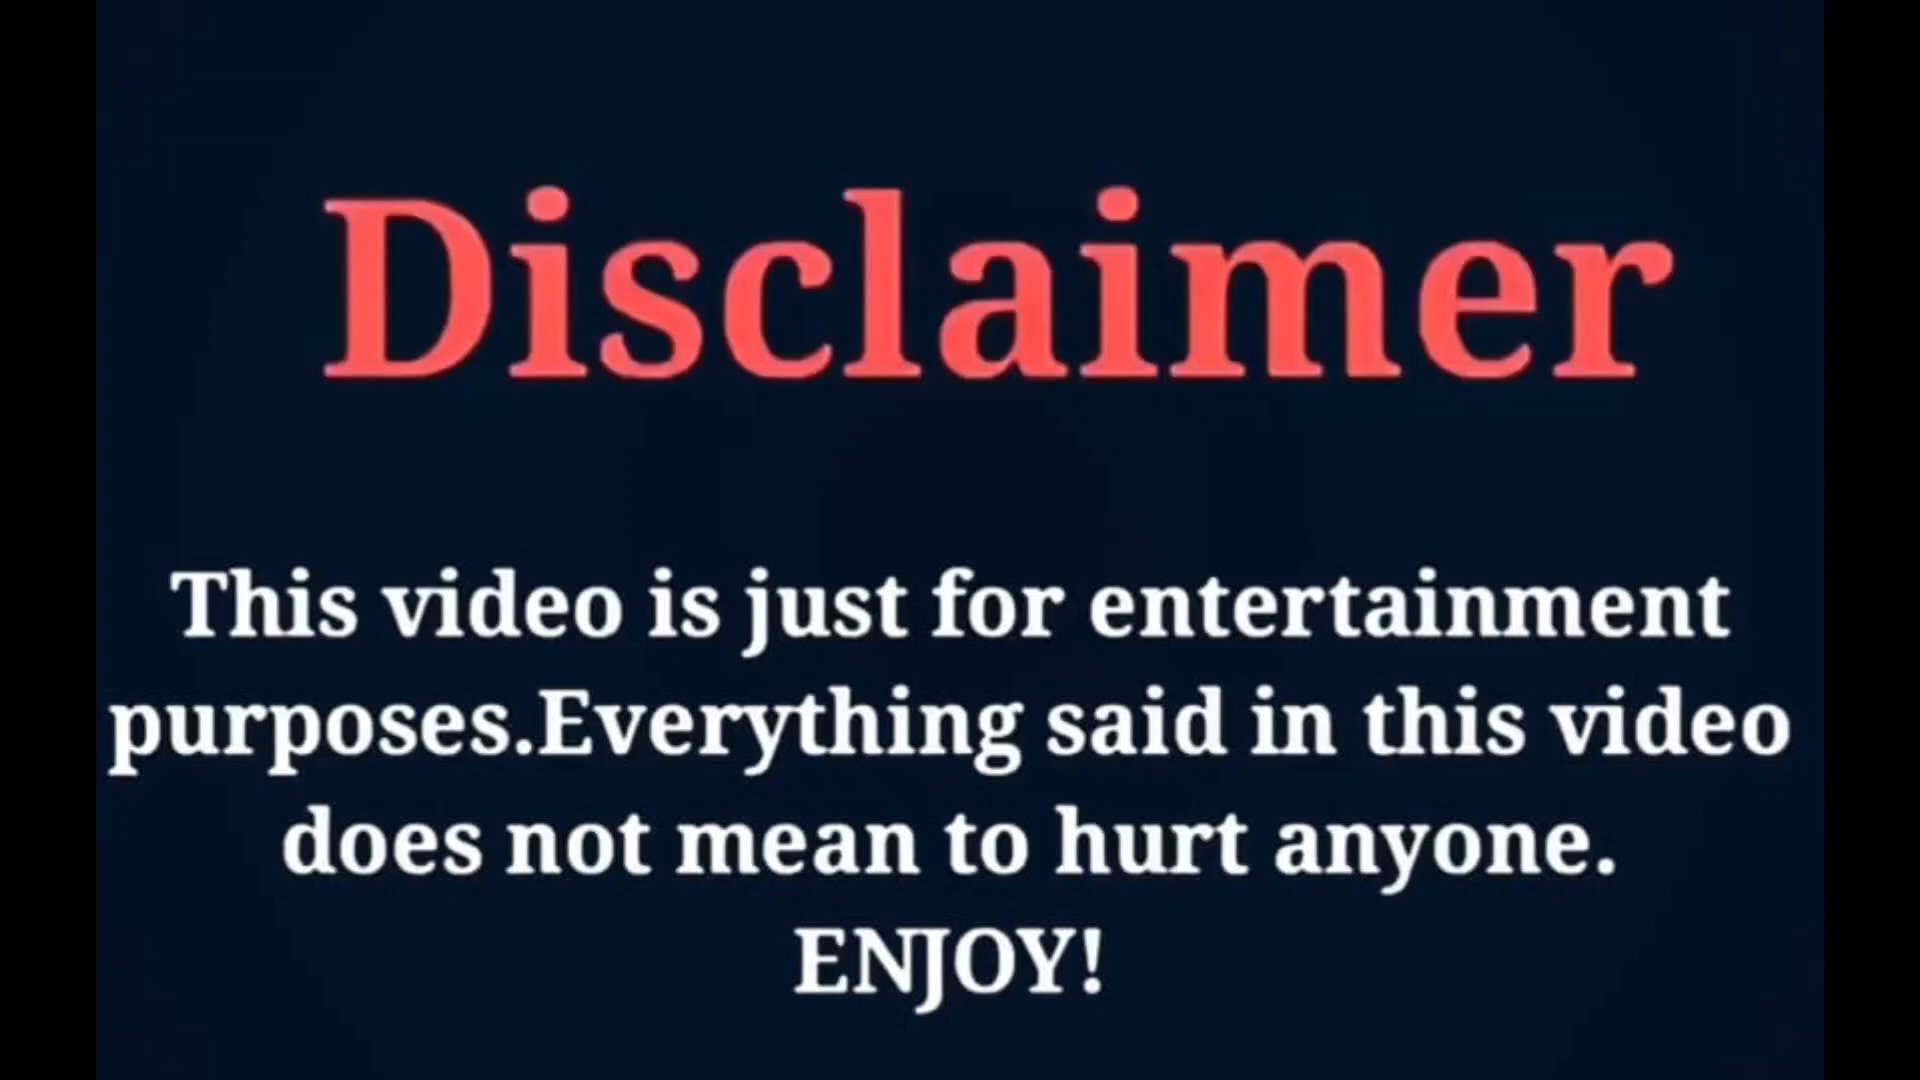 Disclaimer
This video is just for entertainment
purposes.Everything said in this video
does not mean to hurt anyone.
ENJOY!